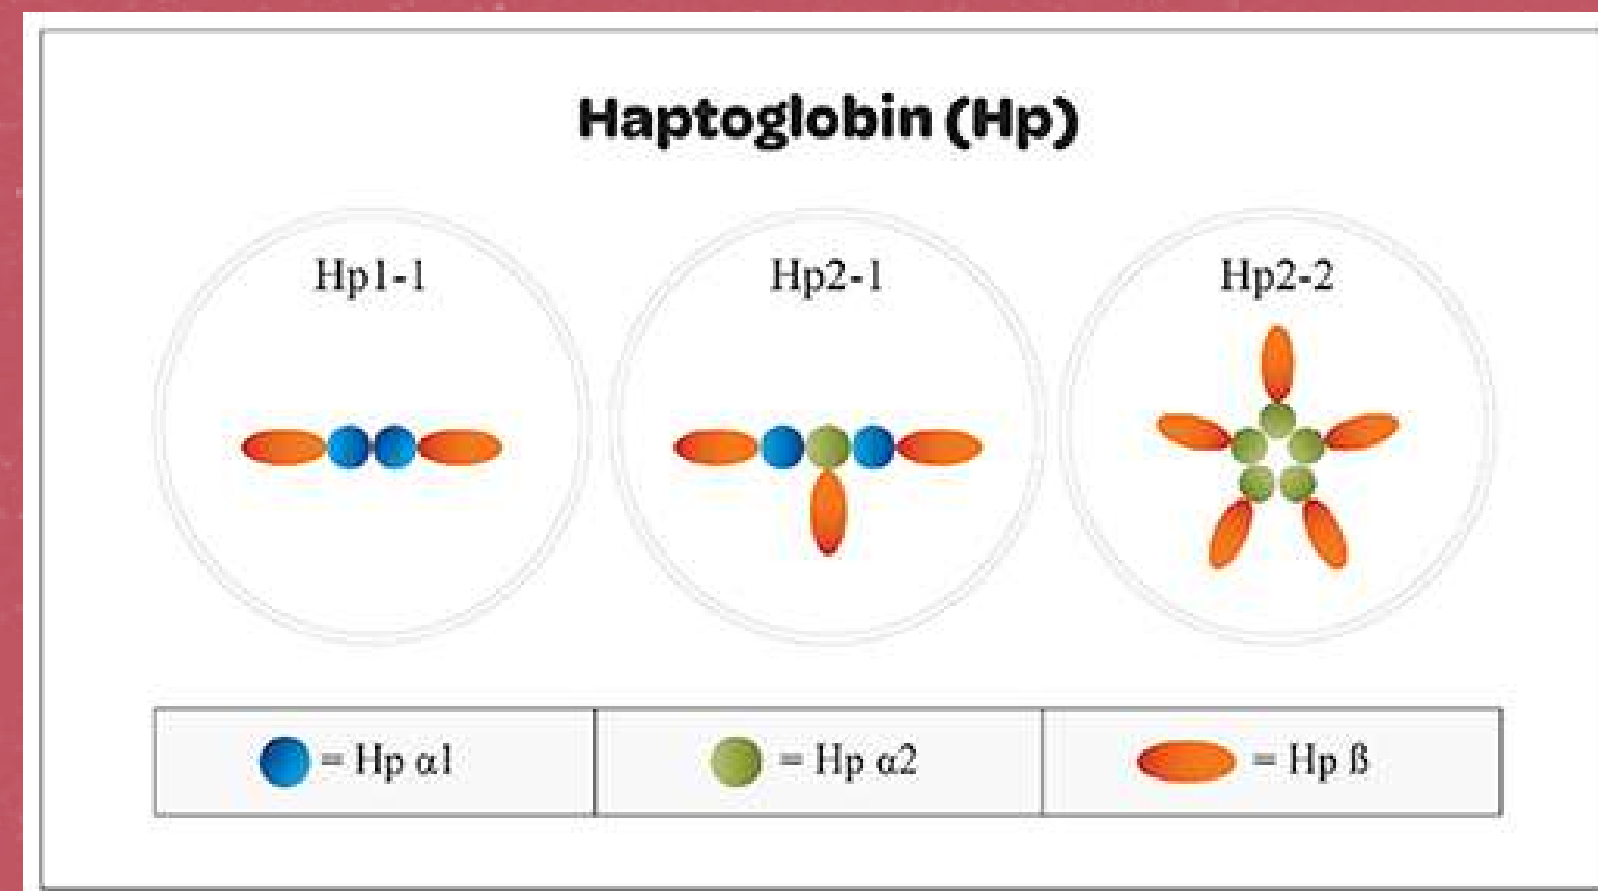 Haptoglobin (Hp)
Hp1-1 Hp2-1 Hp2-2
= Hp α1 = Hp α2 = Hp ß